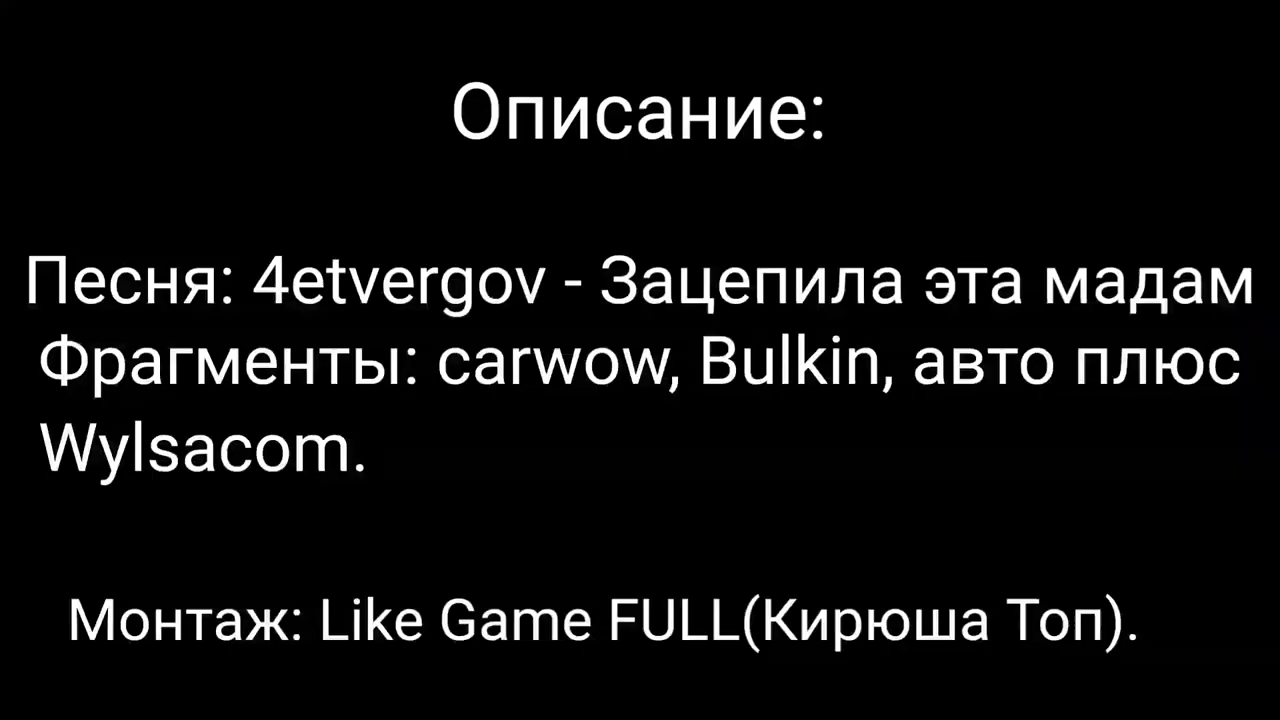 Описание:
Песня: 4etvergov - Зацепила эта мадам
Фрагменты: carwow, Bulkin, авто плюс
Wylsacom.
Монтаж: Like Game FULL(Кирюша Топ).